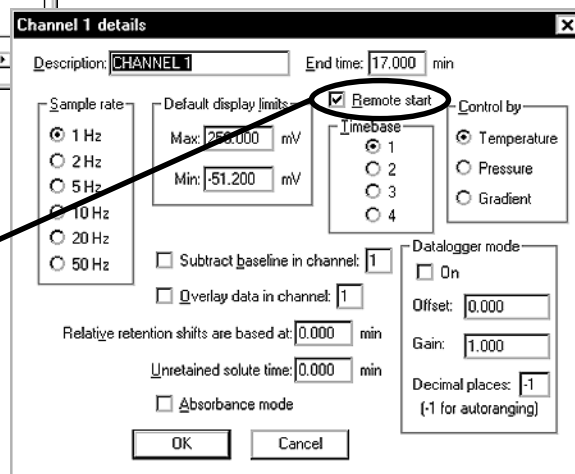 Channel 1 details
Description: CHANNEL 1 End time: 17.000 min
Sample rate
1 Hz
2 Hz
5 Hz
10 Hz
20 Hz
50 Hz
Default display limits
Max: 256.000 mV
Min: -51.200 mV
Remote start
Timebase
1
2
3
4
Control by
Temperature
Pressure
Gradient
Subtract baseline in channel: 1
Overlay data in channel: 1
Relative retention shifts are based at: 0.000 min
Unretained solute time: 0.000 min
Absorbance mode
Datalogger mode
On
Offset: 0.000
Gain: 1.000
Decimal places: -1
(-1 for autoranging)
OK Cancel